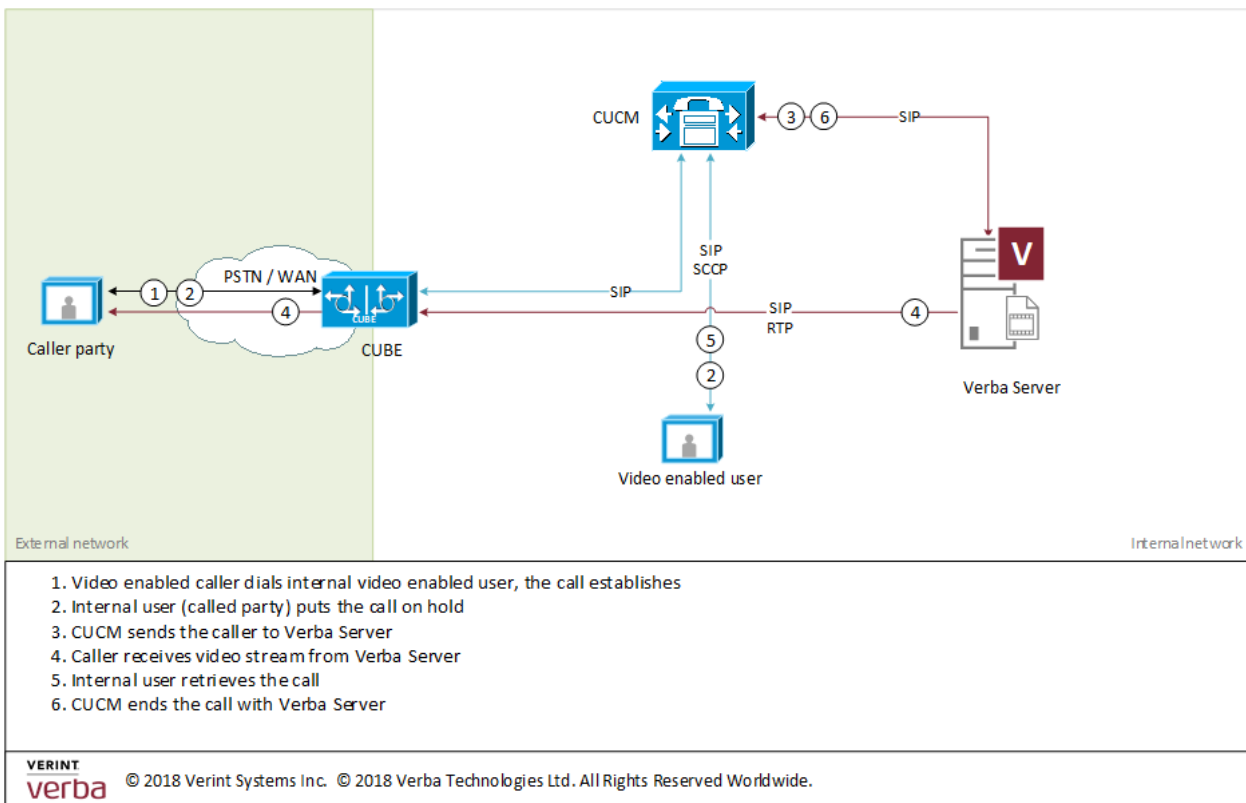 CUCM
3
6
SIP
V
SIP
SCCP
PSTN / WAN
1
2
SIP
4
CUBE
SIP
RTP
4
Caller party
CUBE
5
2
Verba Server
Video enabled user
External network
Internal network
1. Video enabled caller dials internal video enabled user, the call establishes
2. Internal user (called party) puts the call on hold
3. CUCM sends the caller to Verba Server
4. Caller receives video stream from Verba Server
5. Internal user retrieves the call
6. CUCM ends the call with Verba Server
VERINT
verba
© 2018 Verint Systems Inc. © 2018 Verba Technologies Ltd. All Rights Reserved Worldwide.